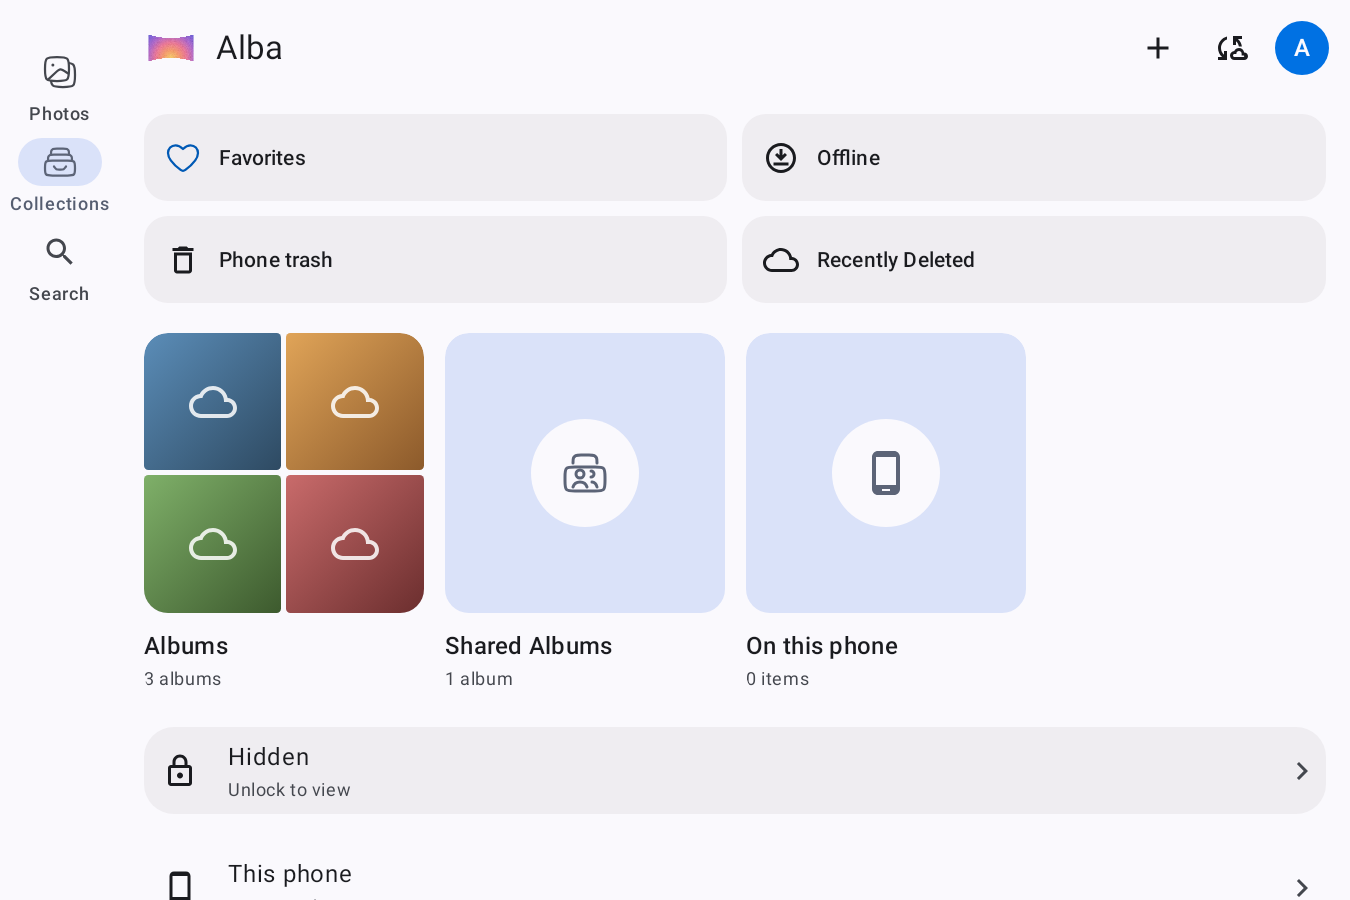 Alba
A
Photos
Collections
Search
Favorites
Offline
Phone trash
Recently Deleted
Albums
3 albums
Shared Albums
1 album
On this phone
0 items
Hidden
Unlock to view
This phone